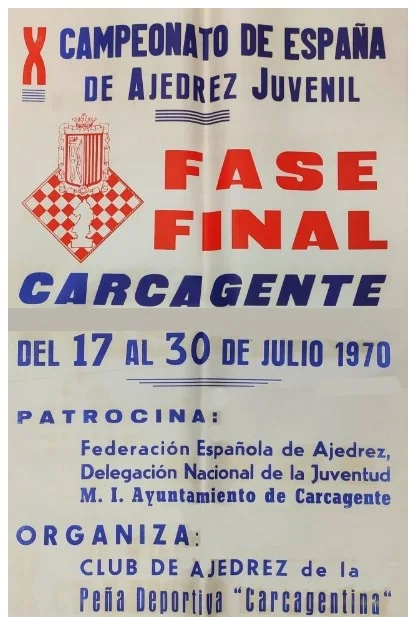 X CAMPEONATO DE ESPAÑA
DE AJEDREZ JUVENIL
FASE
FINAL
CARCAGENTE
DEL 17 AL 30 DE JULIO 1970
PATROCINA:
Federación Española de Ajedrez,
Delegación Nacional de la Juventud
M. I. Ayuntamiento de Carcagente
ORGANIZA:
CLUB DE AJEDREZ de la
Peña Deportiva "Carcagentina"